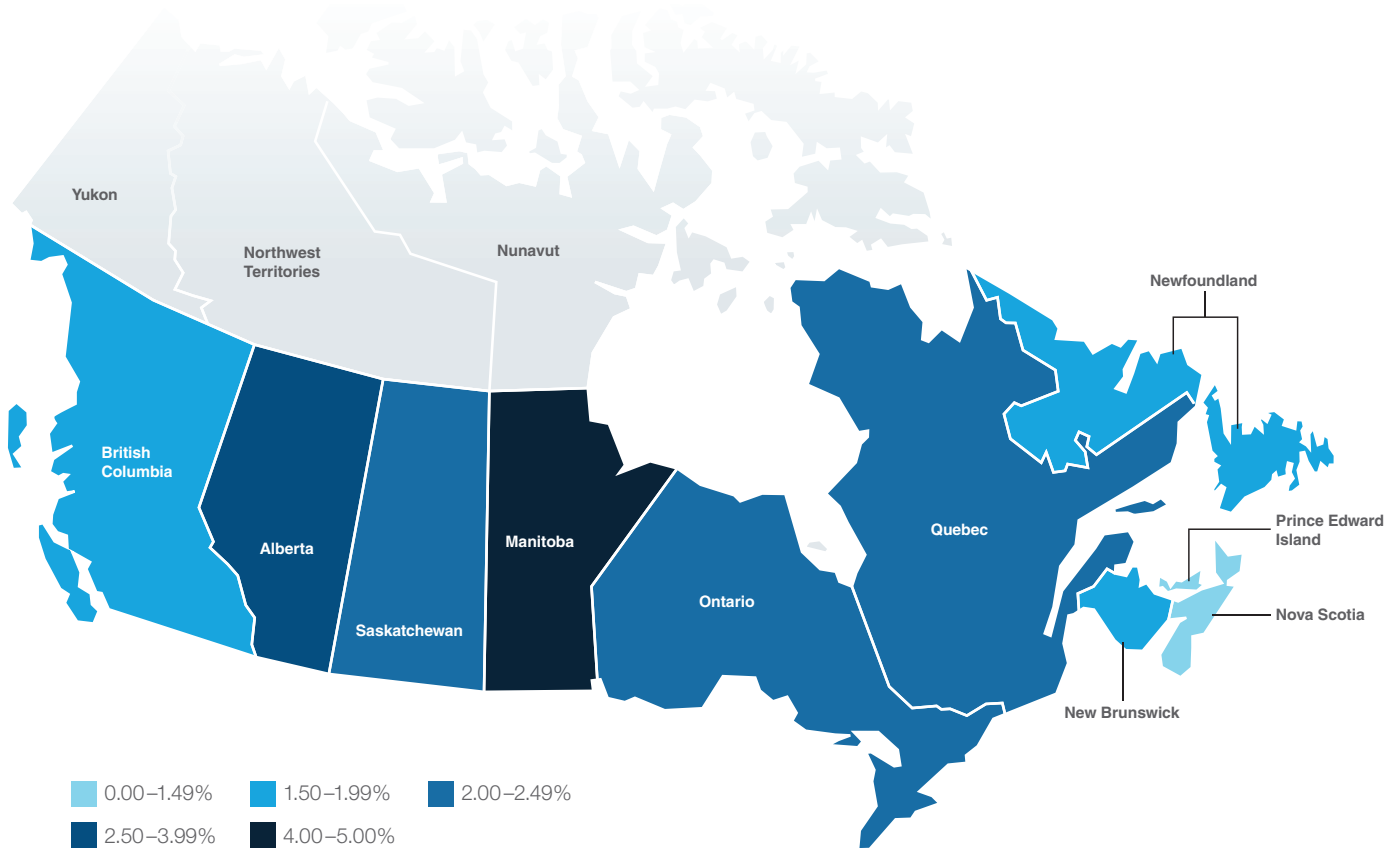 Yukon
Northwest
Territories
Nunavut
Newfoundland
British
Columbia
Alberta
Saskatchewan
Manitoba
Ontario
Quebec
Prince Edward
Island
Nova Scotia
New Brunswick
0.00–1.49%
1.50–1.99%
2.00–2.49%
2.50–3.99%
4.00–5.00%